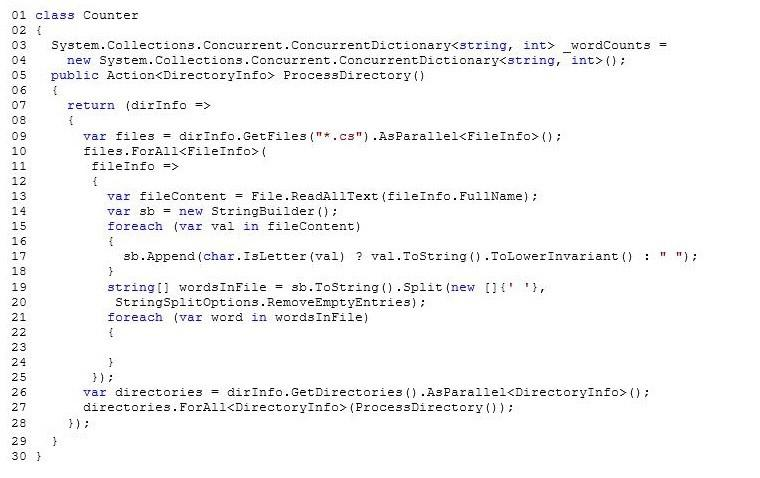 01 class Counter
02 {
03 System.Collections.Concurrent.ConcurrentDictionary<string, int> _wordCounts =
04 new System.Collections.Concurrent.ConcurrentDictionary<string, int>();
05 public Action<DirectoryInfo> ProcessDirectory()
06 {
07 return (dirInfo =>
08 {
09 var files = dirInfo.GetFiles("*.cs").AsParallel<FileInfo>();
10 files.ForAll<FileInfo>(
11 fileInfo =>
12 {
13 var fileContent = File.ReadAllText(fileInfo.FullName);
14 var sb = new StringBuilder();
15 foreach (var val in fileContent)
16 {
17 sb.Append(char.IsLetter(val) ? val.ToString().ToLowerInvariant() : " ");
18 }
19 string[] wordsInFile = sb.ToString().Split(new []{' '},
20 StringSplitOptions.RemoveEmptyEntries);
21 foreach (var word in wordsInFile)
22 {
23
24 }
25 });
26 var directories = dirInfo.GetDirectories().AsParallel<DirectoryInfo>();
27 directories.ForAll<DirectoryInfo>(ProcessDirectory());
28 });
29 }
30 }